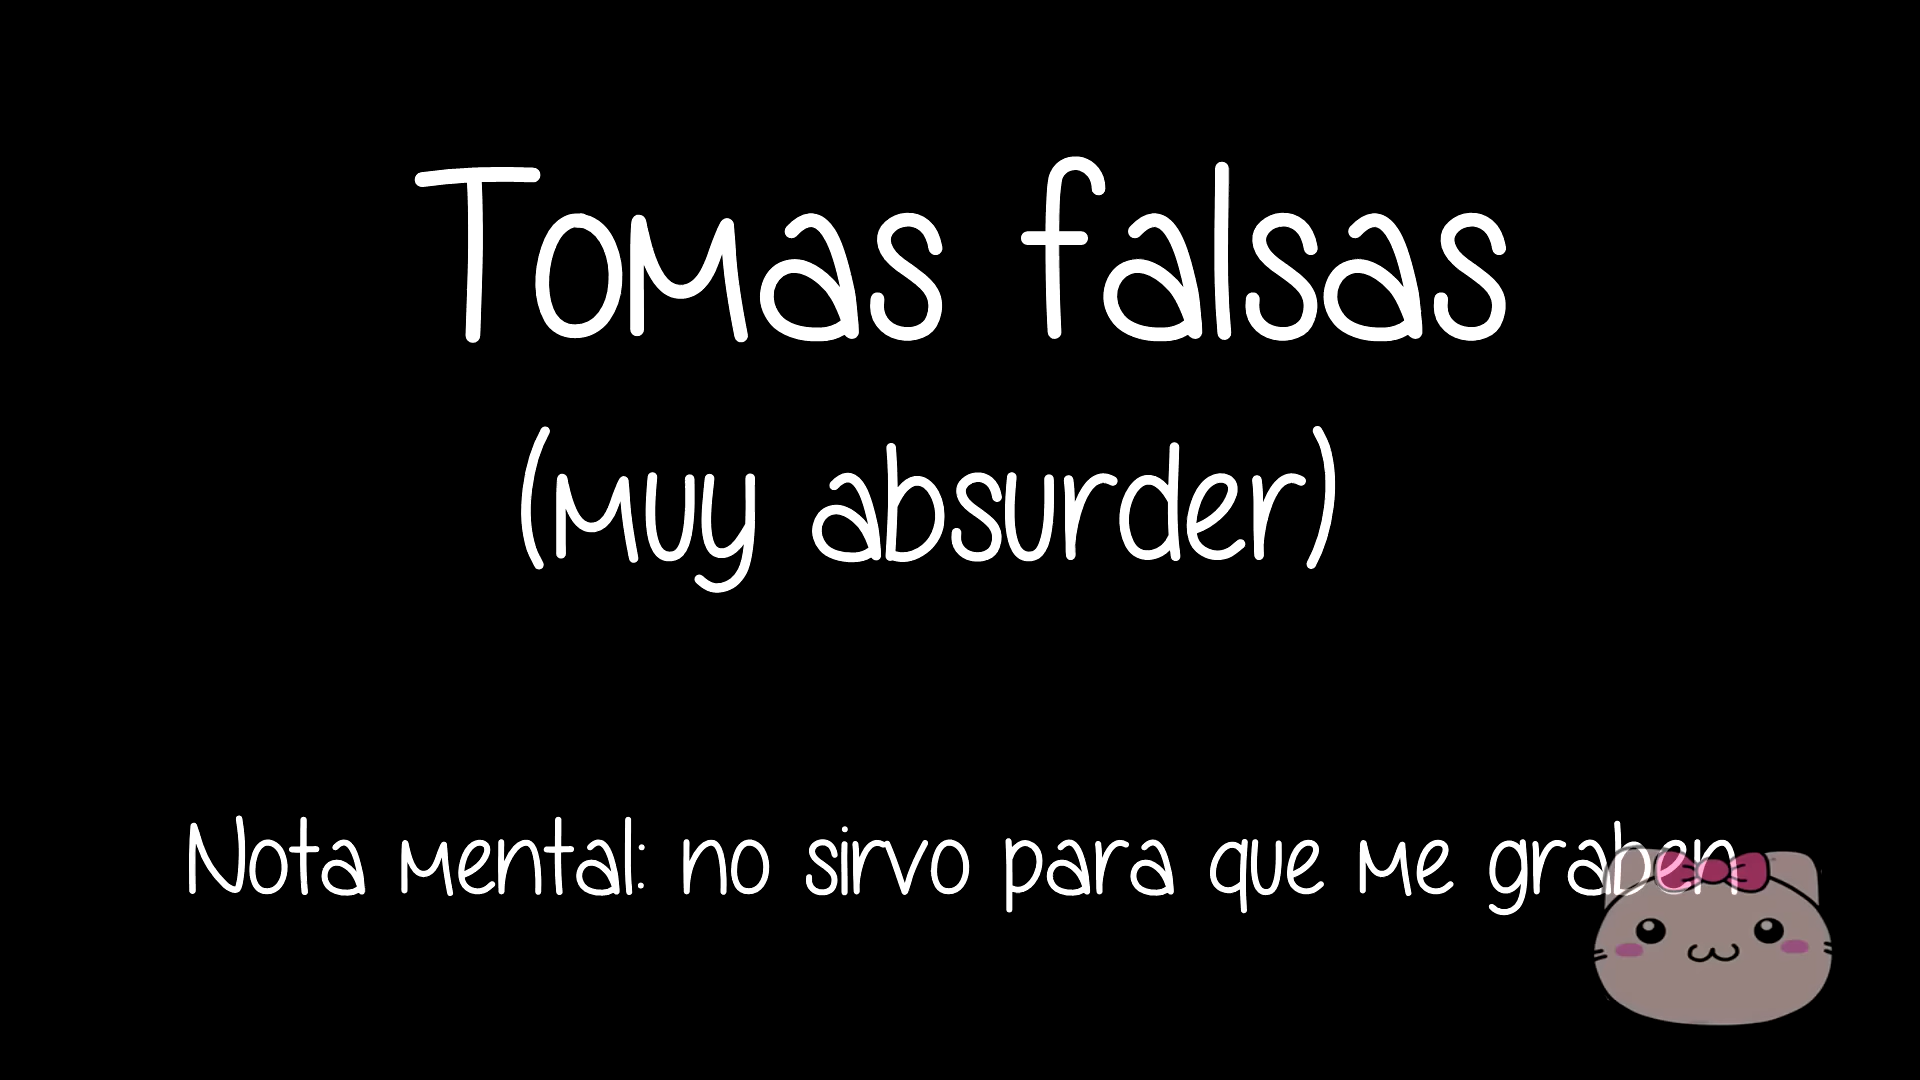 Tomas falsas
(muy absurder)
Nota mental: no sirvo para que me graben